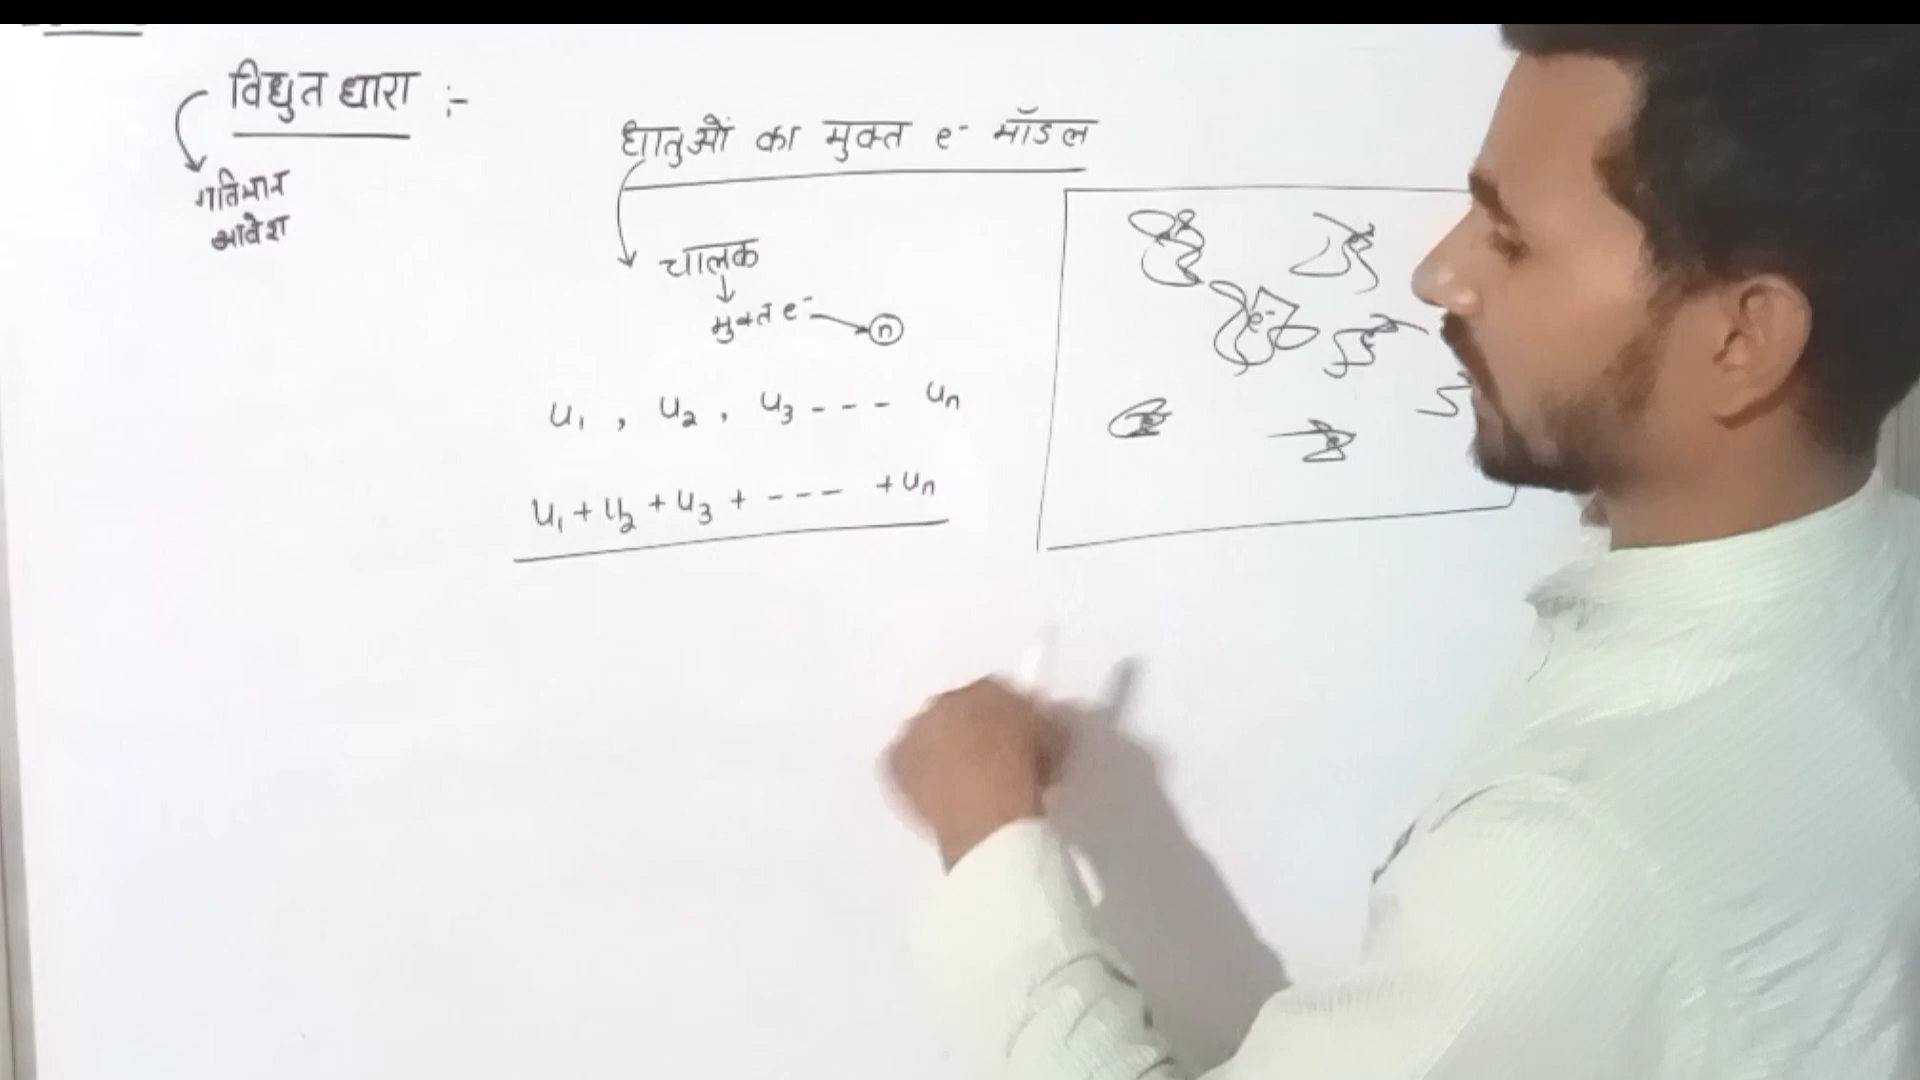 विद्युत धारा :-
गतिमान
आवेश
धातुओं का मुक्त e⁻ मॉडल
चालक
मुक्त e⁻ n
u₁ , u₂ , u₃ - - - uₙ
u₁ + u₂ + u₃ + - - - + uₙ
e⁻